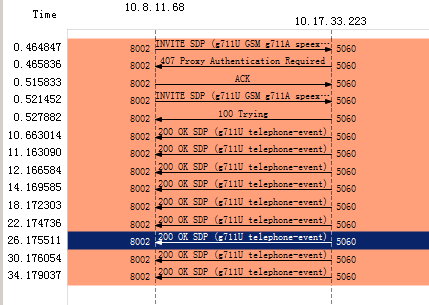 10.8.11.68
Time 10.17.33.223
0.464847 8002 INVITE SDP (g711U GSM g711A speex··· 5060
0.465836 8002 407 Proxy Authentication Required 5060
0.515833 8002 ACK 5060
0.521452 8002 INVITE SDP (g711U GSM g711A speex··· 5060
0.527882 8002 100 Trying 5060
10.663014 8002 200 OK SDP (g711U telephone-event) 5060
11.163090 8002 200 OK SDP (g711U telephone-event) 5060
12.166584 8002 200 OK SDP (g711U telephone-event) 5060
14.169585 8002 200 OK SDP (g711U telephone-event) 5060
18.172303 8002 200 OK SDP (g711U telephone-event) 5060
22.174736 8002 200 OK SDP (g711U telephone-event) 5060
26.175511 8002 200 OK SDP (g711U telephone-event) 5060
30.176054 8002 200 OK SDP (g711U telephone-event) 5060
34.179037 8002 200 OK SDP (g711U telephone-event) 5060